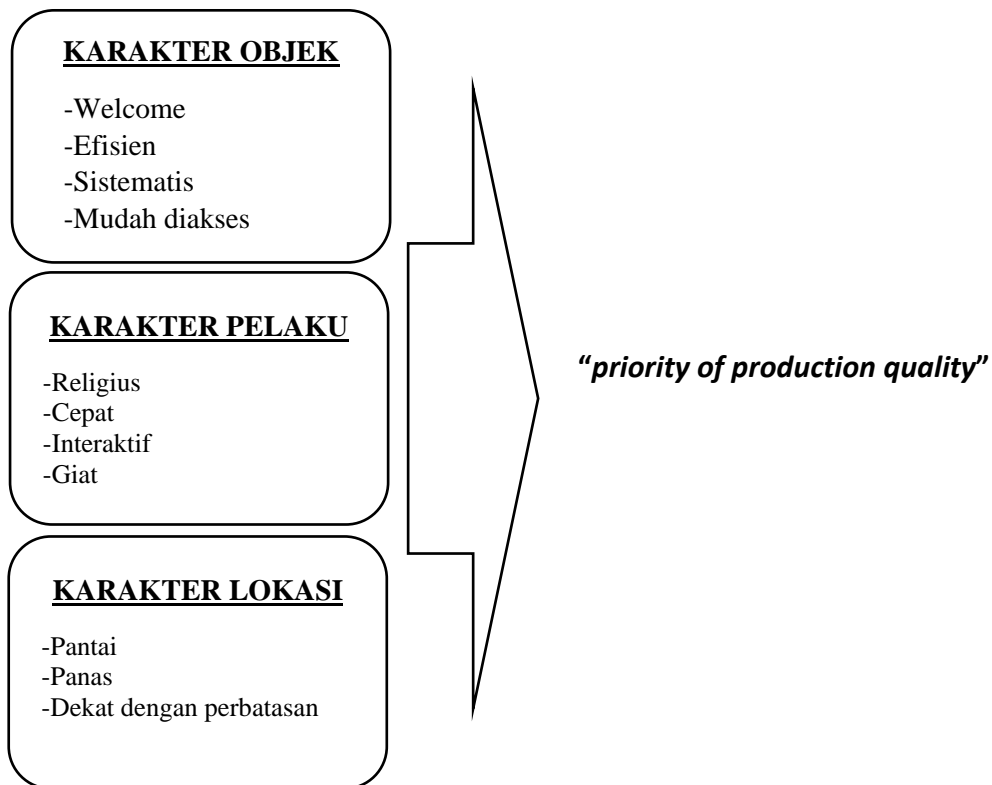 KARAKTER OBJEK
-Welcome
-Efisien
-Sistematis
-Mudah diakses
KARAKTER PELAKU
-Religius
-Cepat
-Interaktif
-Giat
KARAKTER LOKASI
-Pantai
-Panas
-Dekat dengan perbatasan
“priority of production quality”